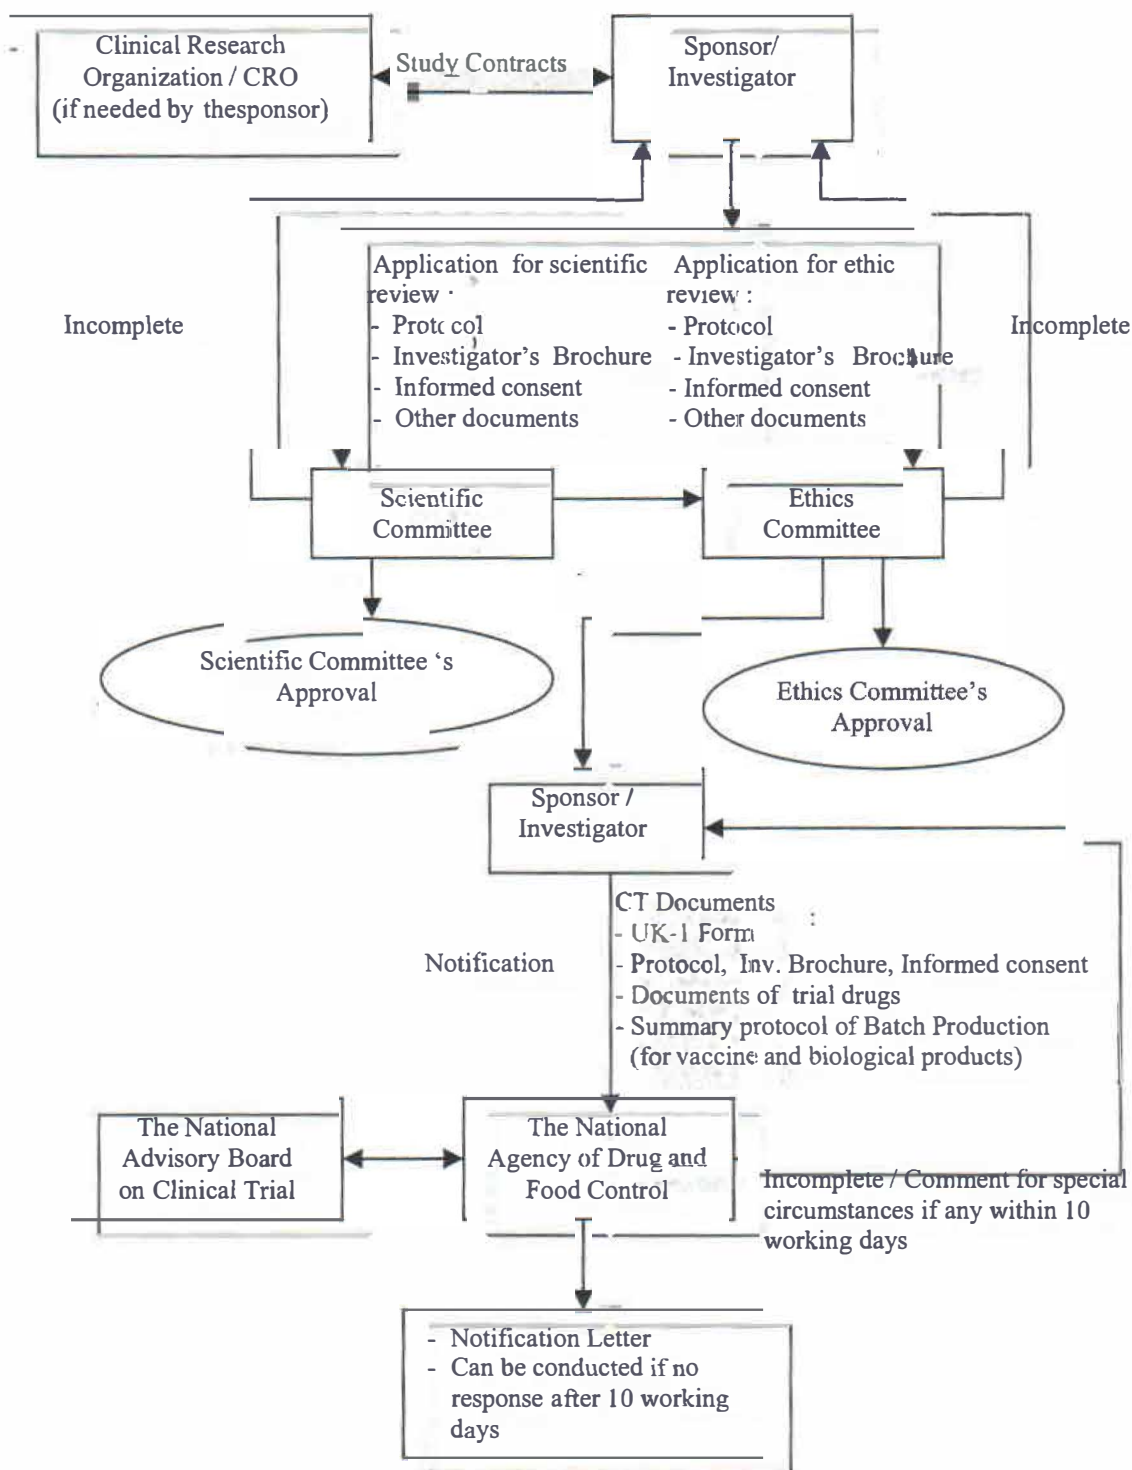 Clinical Research
Organization / CRO
(if needed by thesponsor)
Study Contracts
Sponsor/
Investigator
Application for scientific
review :
- Protocol
- Investigator's Brochure
- Informed consent
- Other documents
Application for ethic
review :
- Protocol
- Investigator's Brochure
- Informed consent
- Other documents
Incomplete
Incomplete
Scientific
Committee
Ethics
Committee
Scientific Committee ‘s
Approval
Ethics Committee’s
Approval
Sponsor /
Investigator
CT Documents :
- UK-1 Form
- Protocol, Inv. Brochure, Informed consent
- Documents of trial drugs
- Summary protocol of Batch Production
(for vaccine and biological products)
Notification
The National
Advisory Board
on Clinical Trial
The National
Agency of Drug and
Food Control
Incomplete / Comment for special
circumstances if any within 10
working days
- Notification Letter
- Can be conducted if no
response after 10 working
days